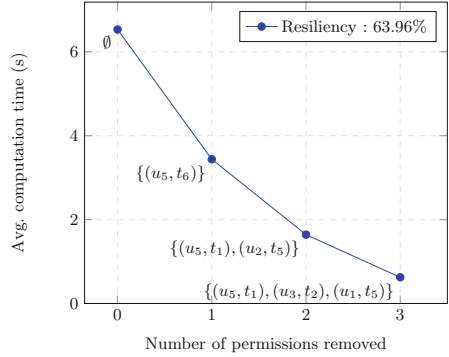 Resiliency : 63.96%
Avg. computation time (s)
6
4
2
0
∅
{(u₅, t₆)}
{(u₅, t₁), (u₂, t₅)}
{(u₅, t₁), (u₃, t₂), (u₁, t₅)}
0 1 2 3
Number of permissions removed